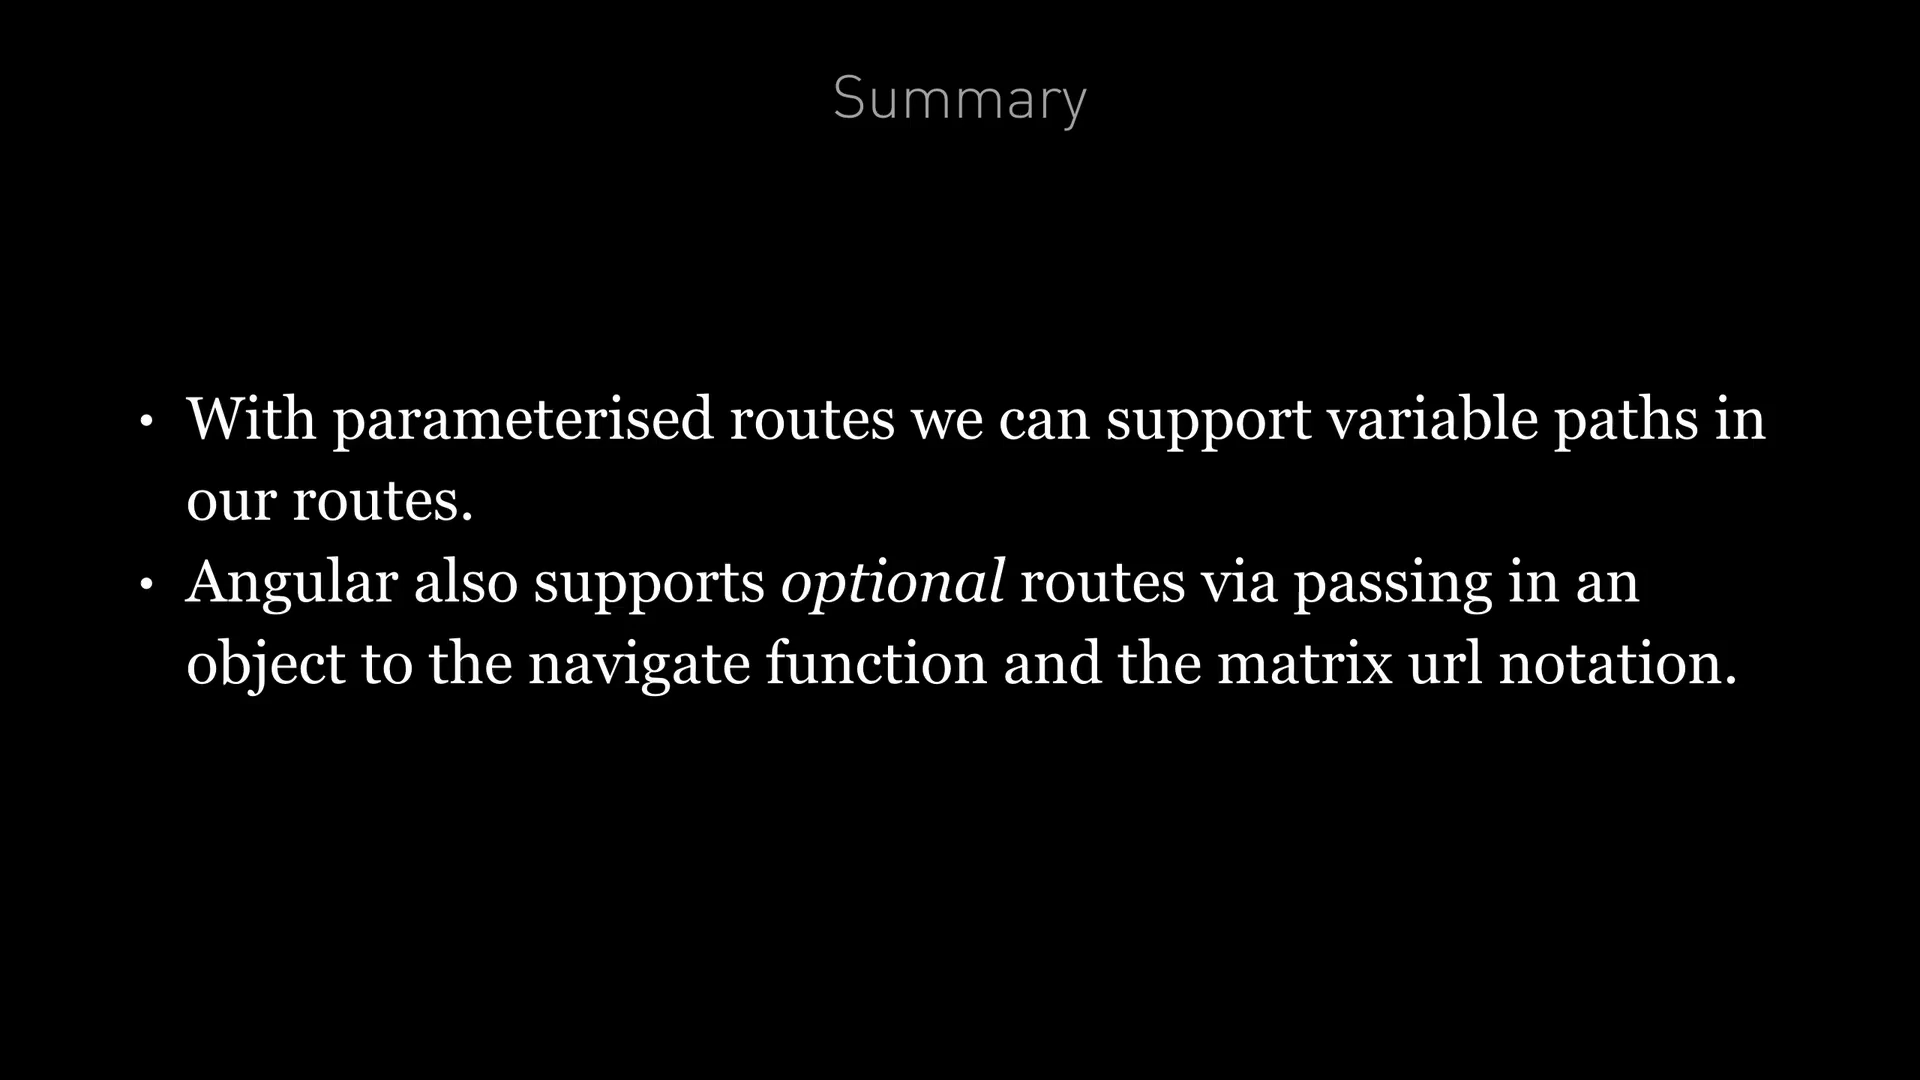 Summary
• With parameterised routes we can support variable paths in
our routes.
• Angular also supports optional routes via passing in an
object to the navigate function and the matrix url notation.